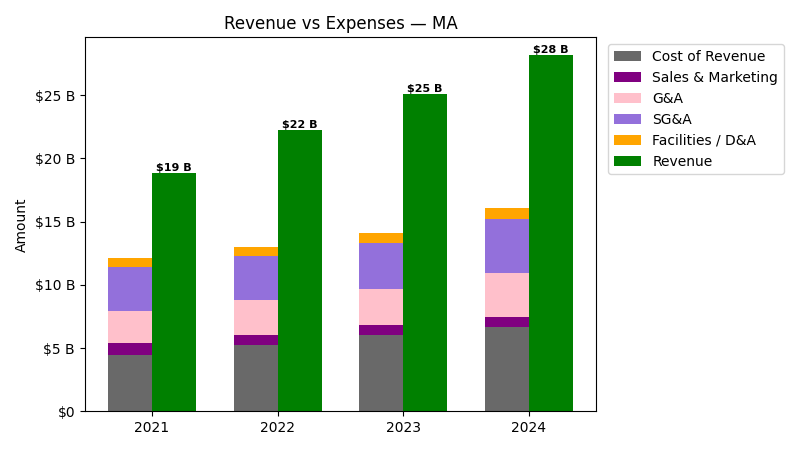 Revenue vs Expenses — MA
Cost of Revenue
Sales & Marketing
G&A
SG&A
Facilities / D&A
Revenue
Amount
$25 B
$20 B
$15 B
$10 B
$5 B
$0
$19 B
$22 B
$25 B
$28 B
2021
2022
2023
2024